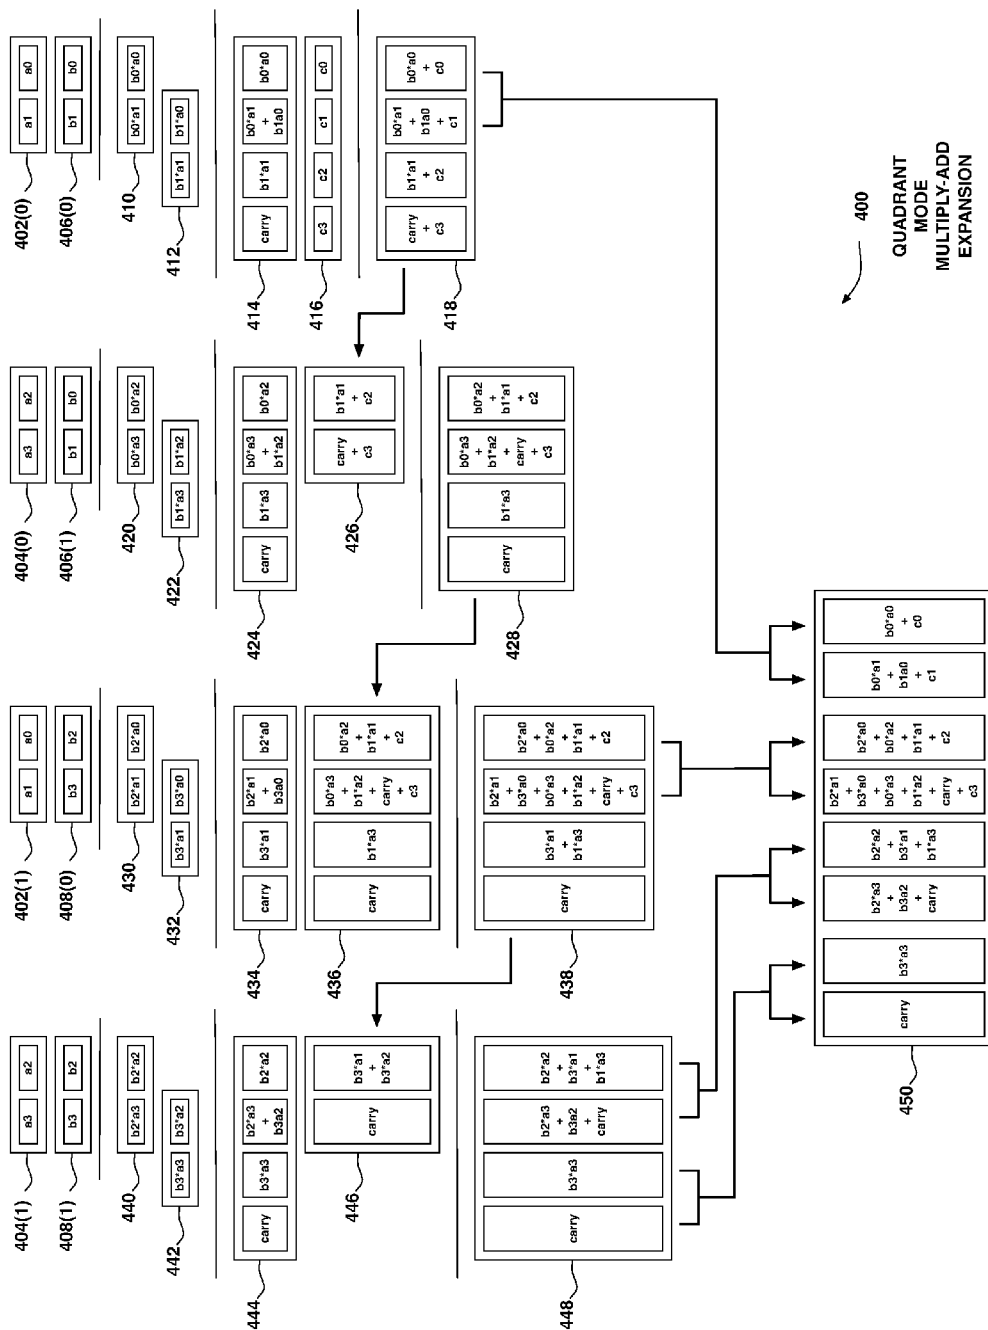 404(1)
a3
a2
408(1)
b3
b2
440
b2*a3
b2*a2
442
b3*a3
b3*a2
444
carry
b3*a3
b2*a3
+
b3a2
b2*a2
446
carry
b3*a1
+
b3*a2
448
carry
b3*a3
b2*a3
+
b3a2
+
carry
b2*a2
+
b3*a1
+
b1*a3
402(1)
a1
a0
408(0)
b3
b2
430
b2*a1
b2*a0
432
b3*a1
b3*a0
434
carry
b3*a1
b2*a1
+
b3a0
b2*a0
436
carry
b1*a3
b0*a3
+
b1*a2
+
carry
+
c3
b0*a2
+
b1*a1
+
c2
438
carry
b3*a1
+
b1*a3
b2*a1
+
b3*a0
+
b0*a3
+
b1*a2
+
carry
+
c3
b2*a0
+
b0*a2
+
b1*a1
+
c2
404(0)
a3
a2
406(1)
b1
b0
420
b0*a3
b0*a2
422
b1*a3
b1*a2
424
carry
b1*a3
b0*a3
+
b1*a2
b0*a2
426
carry
+
c3
b1*a1
+
c2
428
carry
b1*a3
b0*a3
+
b1*a2
+
carry
+
c3
b0*a2
+
b1*a1
+
c2
402(0)
a1
a0
406(0)
b1
b0
410
b0*a1
b0*a0
412
b1*a1
b1*a0
414
carry
b1*a1
b0*a1
+
b1a0
b0*a0
416
c3
c2
c1
c0
418
carry
+
c3
b1*a1
+
c2
b0*a1
+
b1a0
+
c1
b0*a0
+
c0
450
carry
b3*a3
b2*a3
+
b3a2
+
carry
b2*a2
+
b3*a1
+
b1*a3
b2*a1
+
b3*a0
+
b0*a3
+
b1*a2
+
carry
+
c3
b2*a0
+
b0*a2
+
b1*a1
+
c2
b0*a1
+
b1a0
+
c1
b0*a0
+
c0
400
QUADRANT
MODE
MULTIPLY-ADD
EXPANSION